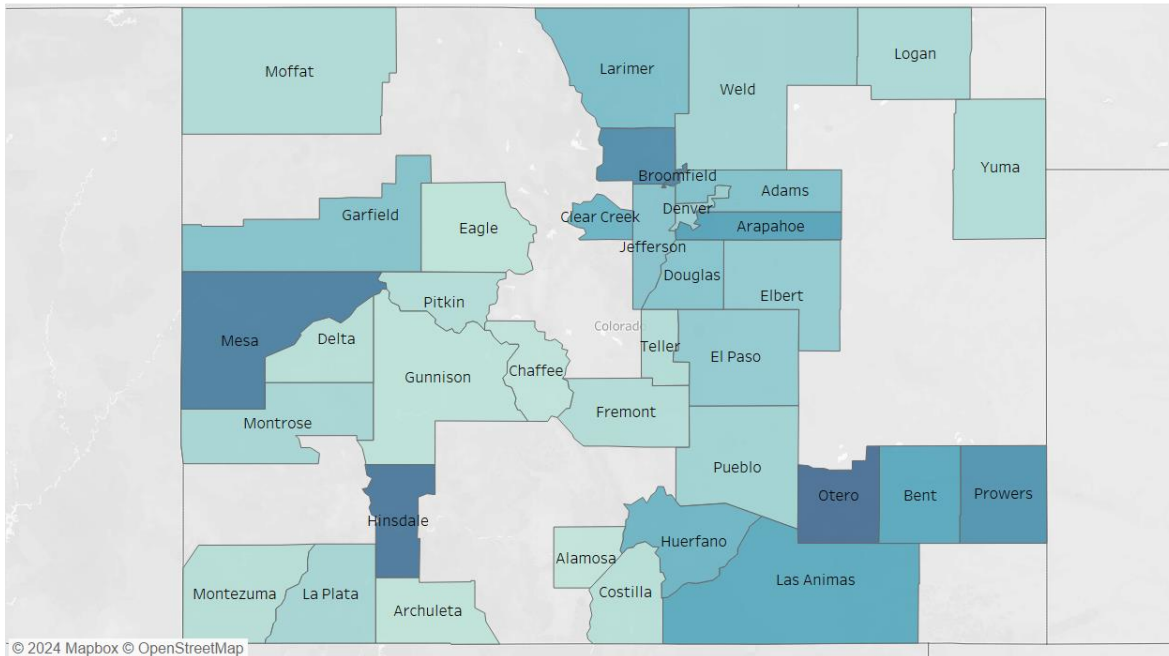 Moffat
Larimer
Logan
Weld
Yuma
Broomfield
Adams
Garfield
Clear Creek
Denver
Eagle
Arapahoe
Jefferson
Douglas
Elbert
Pitkin
Colorado
Mesa
Delta
Teller
El Paso
Gunnison
Chaffee
Fremont
Montrose
Pueblo
Otero
Bent
Prowers
Hinsdale
Huerfano
Alamosa
Las Animas
Montezuma
La Plata
Costilla
Archuleta
© 2024 Mapbox © OpenStreetMap